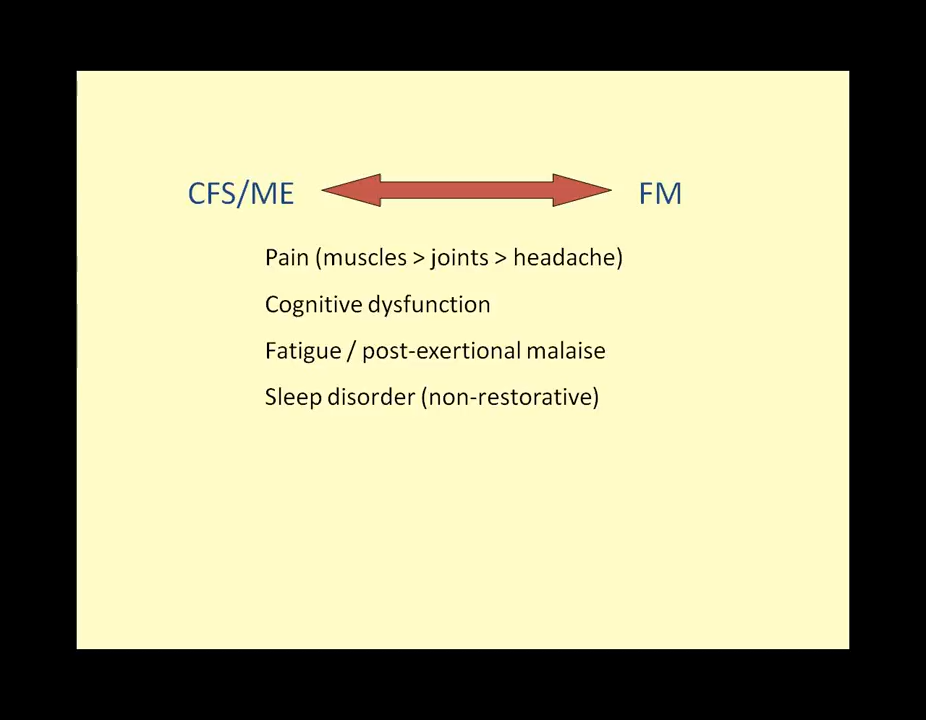 CFS/ME FM
Pain (muscles > joints > headache)
Cognitive dysfunction
Fatigue / post-exertional malaise
Sleep disorder (non-restorative)